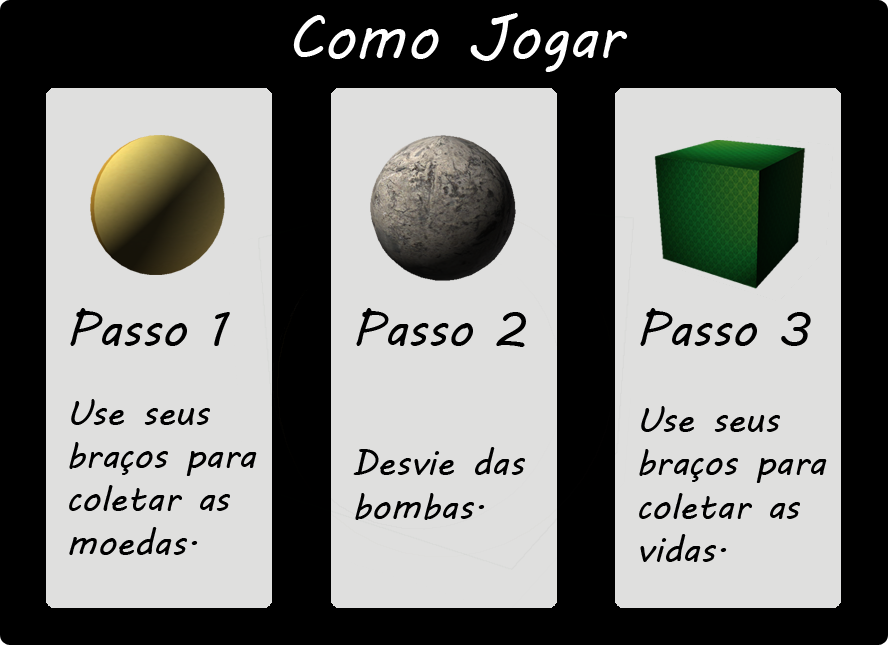 Como Jogar
Passo 1
Use seus
braços para
coletar as
moedas.
Passo 2
Desvie das
bombas.
Passo 3
Use seus
braços para
coletar as
vidas.